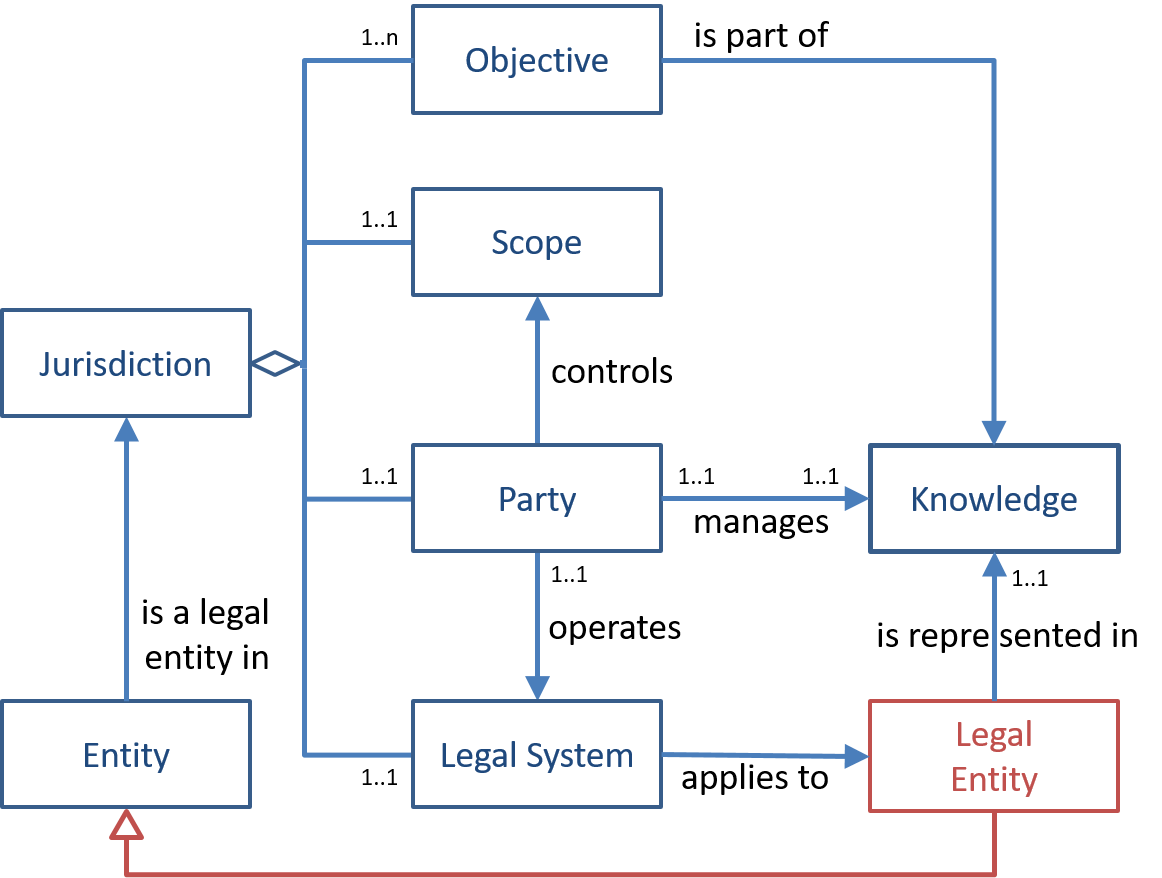 1..n
Objective
is part of
1..1
Scope
Jurisdiction
controls
1..1
Party
1..1
1..1
manages
Knowledge
1..1
operates
1..1
is represented in
is a legal
entity in
Entity
1..1
Legal System
applies to
Legal
Entity